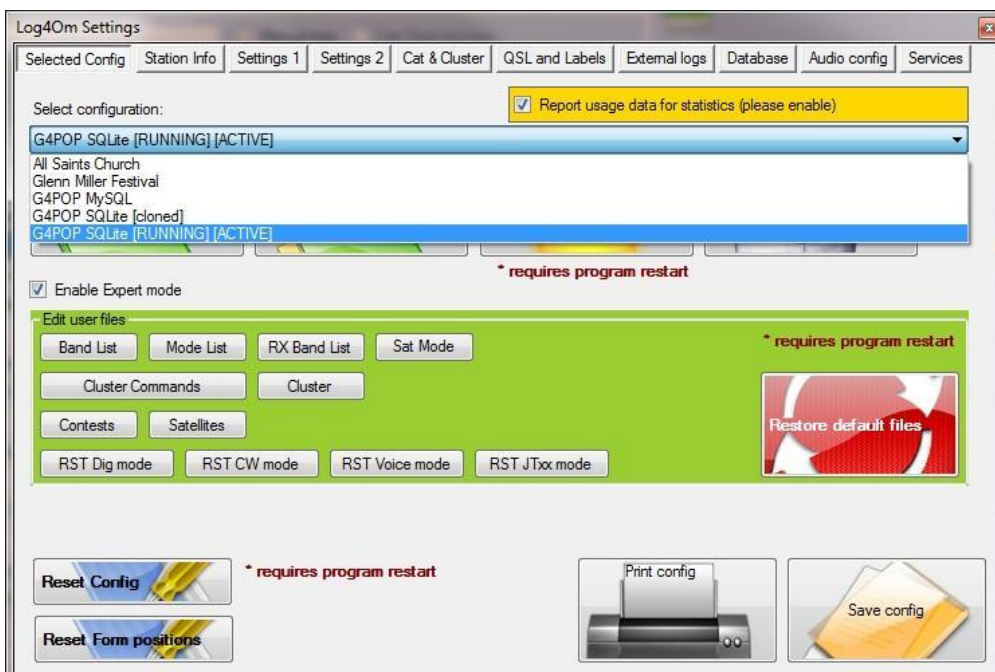 Log4Om Settings
Selected Config Station Info Settings 1 Settings 2 Cat & Cluster QSL and Labels External logs Database Audio config Services
Select configuration:
Report usage data for statistics (please enable)
G4POP SQLite [RUNNING] [ACTIVE]
All Saints Church
Glenn Miller Festival
G4POP MySQL
G4POP SQLite [cloned]
G4POP SQLite [RUNNING] [ACTIVE]
* requires program restart
Enable Expert mode
Edit user files
Band List Mode List RX Band List Sat Mode
* requires program restart
Cluster Commands Cluster
Contests Satellites
Restore default files
RST Dig mode RST CW mode RST Voice mode RST JTxx mode
Reset Config
* requires program restart
Print config
Save config
Reset Form positions